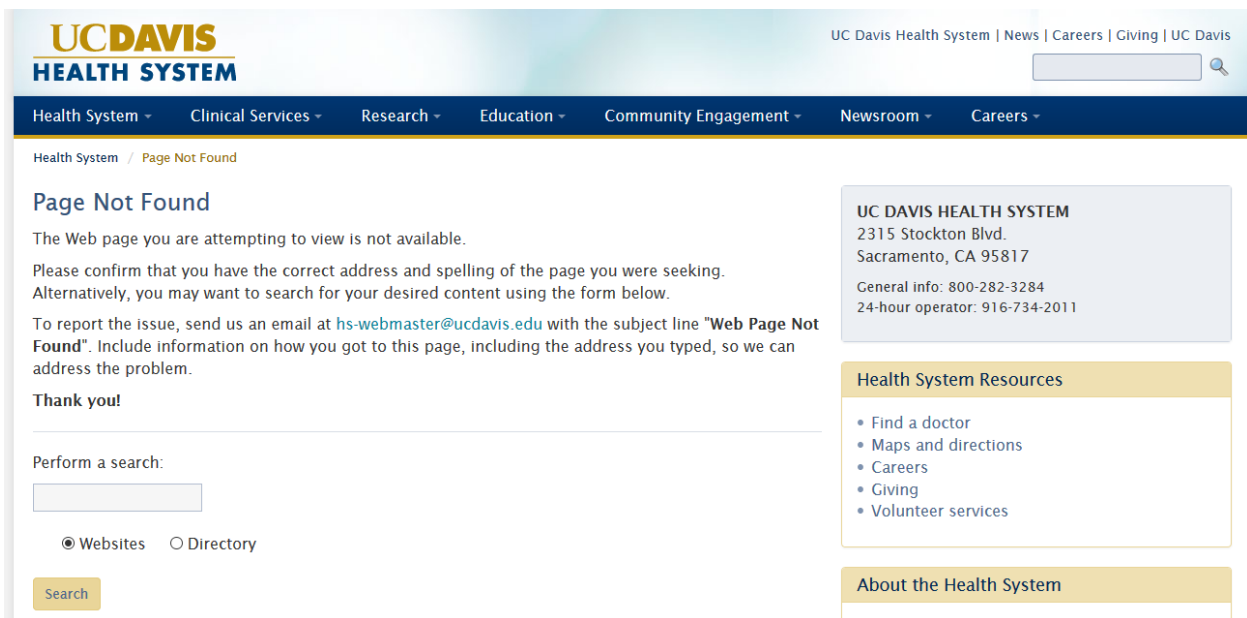 UCDAVIS
HEALTH SYSTEM
UC Davis Health System | News | Careers | Giving | UC Davis
Health System
Clinical Services
Research
Education
Community Engagement
Newsroom
Careers
Health System / Page Not Found
Page Not Found
The Web page you are attempting to view is not available.
Please confirm that you have the correct address and spelling of the page you were seeking.
Alternatively, you may want to search for your desired content using the form below.
To report the issue, send us an email at hs-webmaster@ucdavis.edu with the subject line "Web Page Not
Found". Include information on how you got to this page, including the address you typed, so we can
address the problem.
Thank you!
Perform a search:
Websites
Directory
Search
UC DAVIS HEALTH SYSTEM
2315 Stockton Blvd.
Sacramento, CA 95817
General info: 800-282-3284
24-hour operator: 916-734-2011
Health System Resources
• Find a doctor
• Maps and directions
• Careers
• Giving
• Volunteer services
About the Health System